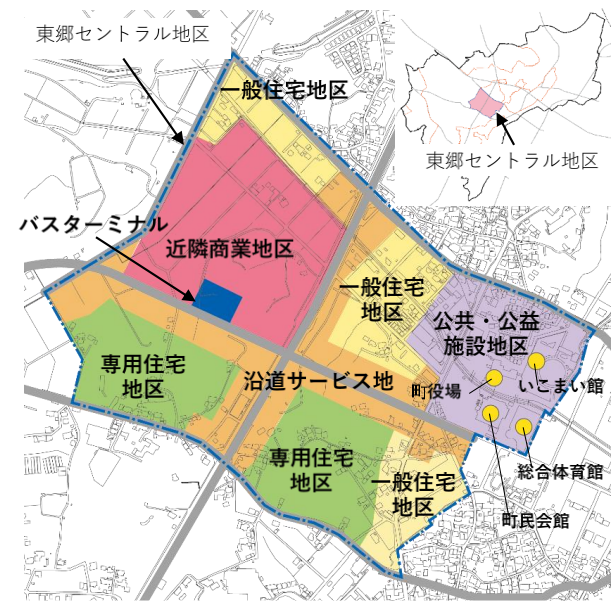 東郷セントラル地区
一般住宅地区
東郷セントラル地区
バスターミナル
近隣商業地区
一般住宅
地区
公共・公益
施設地区
専用住宅
地区
沿道サービス地
町役場
いこまい館
専用住宅
地区
一般住宅
地区
総合体育館
町民会館